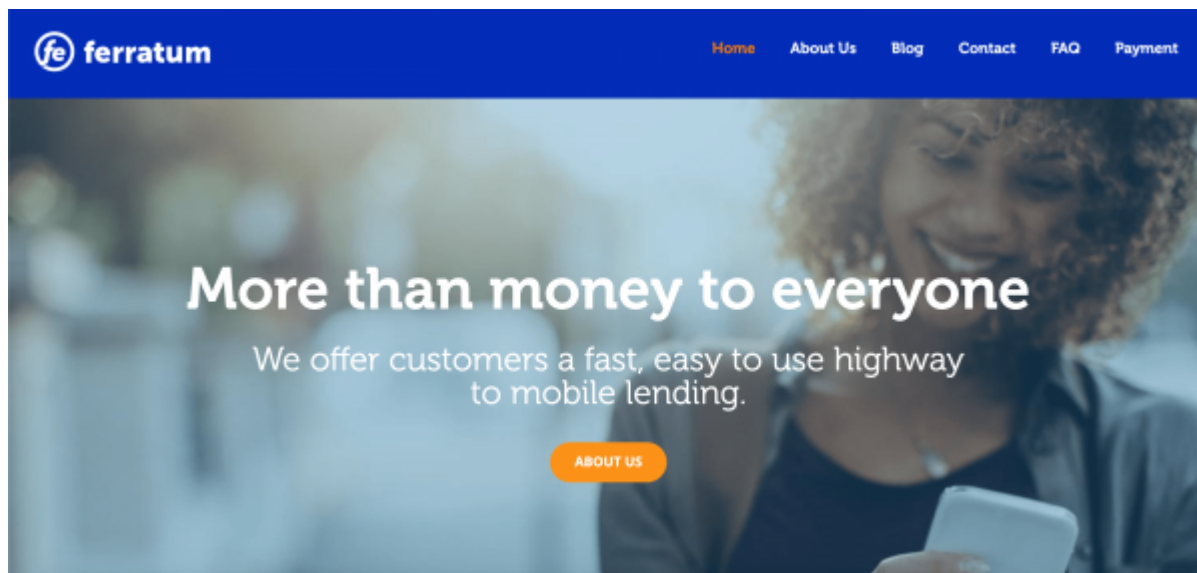 fe ferratum
Home About Us Blog Contact FAQ Payment
More than money to everyone
We offer customers a fast, easy to use highway
to mobile lending.
ABOUT US